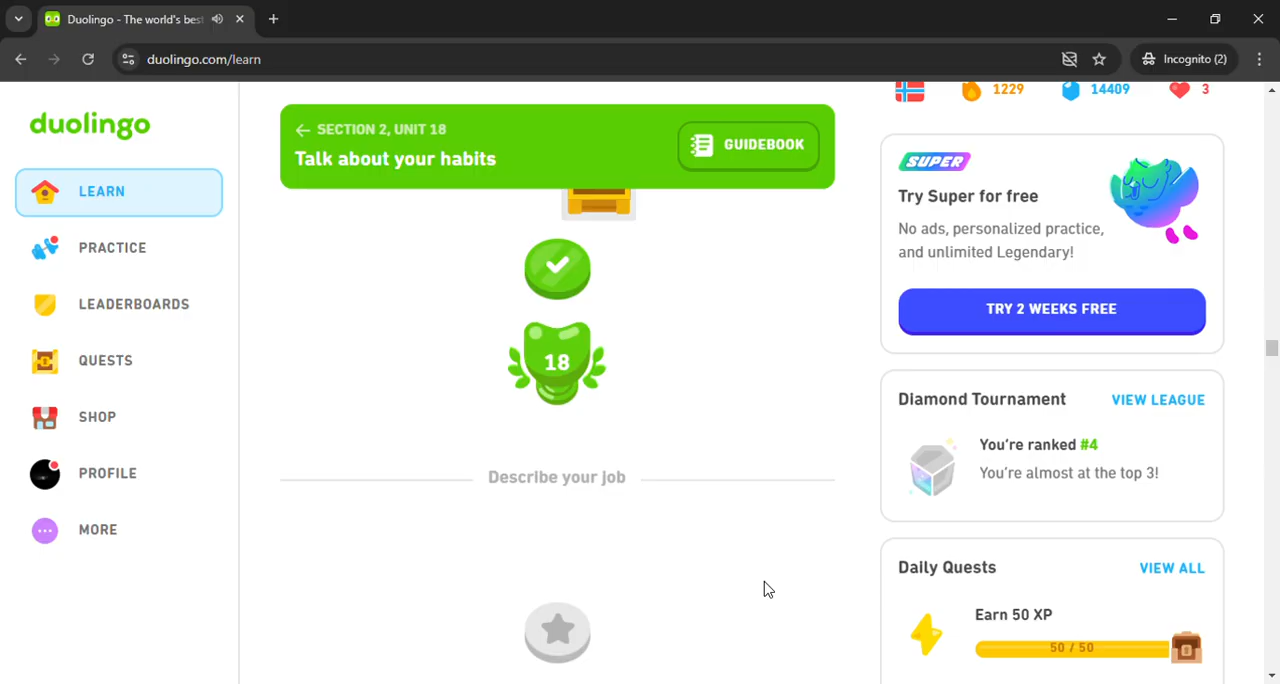 Duolingo - The world's bes
duolingo.com/learn
Incognito (2)
duolingo
LEARN
PRACTICE
LEADERBOARDS
QUESTS
SHOP
PROFILE
MORE
SECTION 2, UNIT 18
Talk about your habits
GUIDEBOOK
18
Describe your job
1229
14409
3
SUPER
Try Super for free
No ads, personalized practice,
and unlimited Legendary!
TRY 2 WEEKS FREE
Diamond Tournament
VIEW LEAGUE
You're ranked #4
You're almost at the top 3!
Daily Quests
VIEW ALL
Earn 50 XP
50 / 50